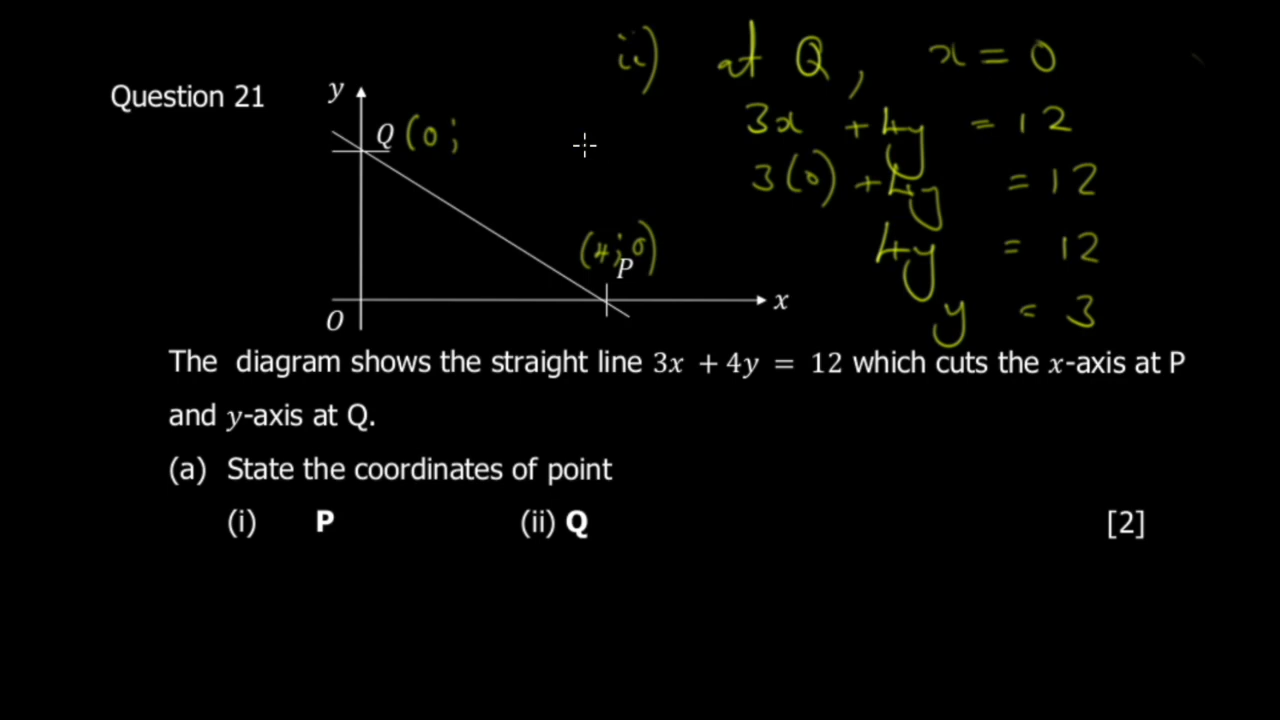 ii) at Q, x = 0
Question 21
y
Q (0;
3x + 4y = 12
3(0) + 4y = 12
4y = 12
(4;0)
P
y = 3
x
O
The diagram shows the straight line 3x + 4y = 12 which cuts the x-axis at P
and y-axis at Q.
(a) State the coordinates of point
(i) P (ii) Q [2]